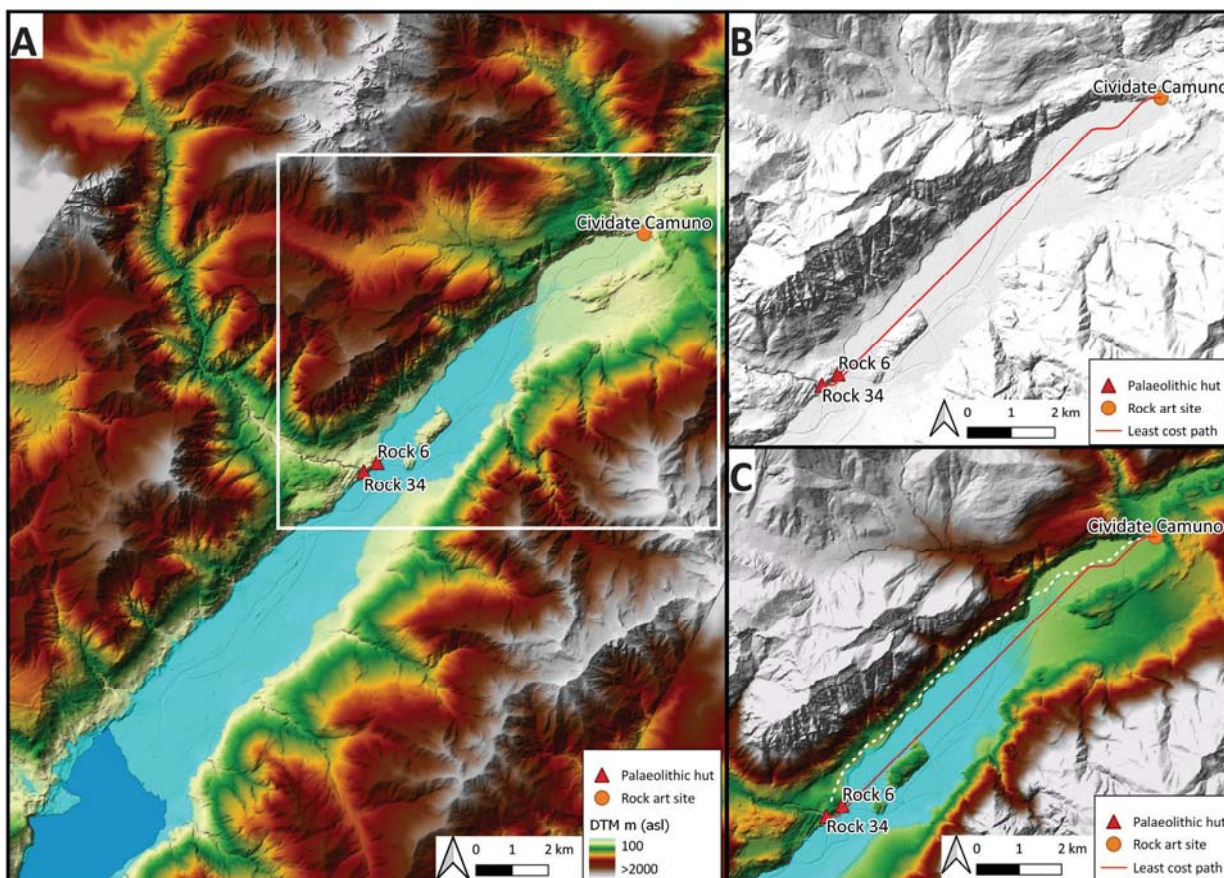 A
Cividate Camuno
Rock 6
Rock 34
Palaeolithic hut
Rock art site
DTM m (asl)
100
>2000
0 1 2 km
B
Cividate Camuno
Rock 6
Rock 34
0 1 2 km
Palaeolithic hut
Rock art site
Least cost path
C
Cividate Camuno
Rock 6
Rock 34
0 1 2 km
Palaeolithic hut
Rock art site
Least cost path